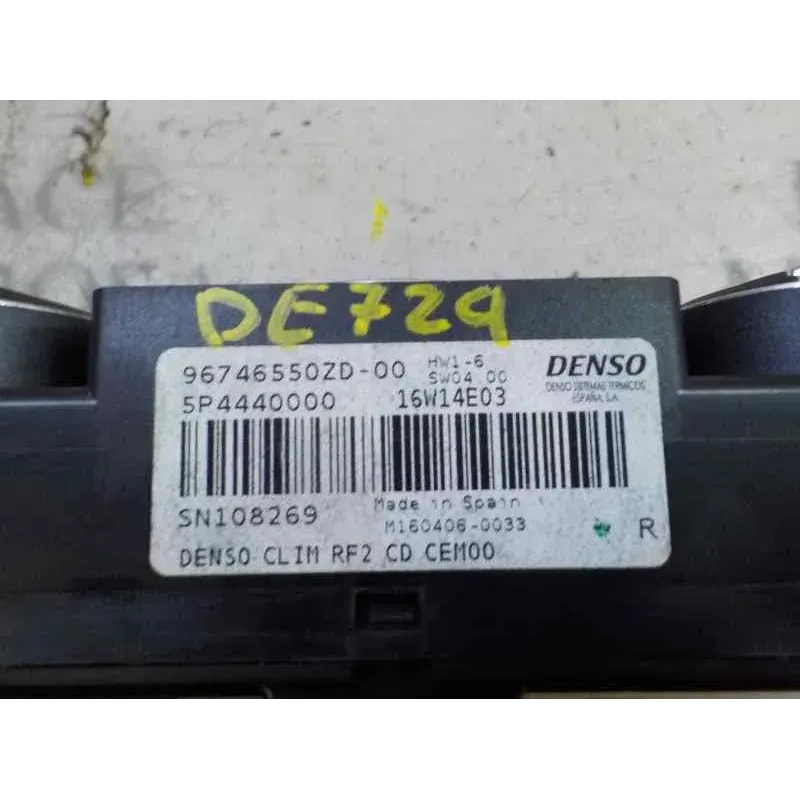 DE729
96746550ZD-00
HW1-6
SW04.00
DENSO
DENSO SISTEMAS TERMICOS
ESPAÑA, S.A.
5P4440000
16W14E03
SN108269
Made in Spain
M160406-0033
R
DENSO CLIM RF2 CD CEM00